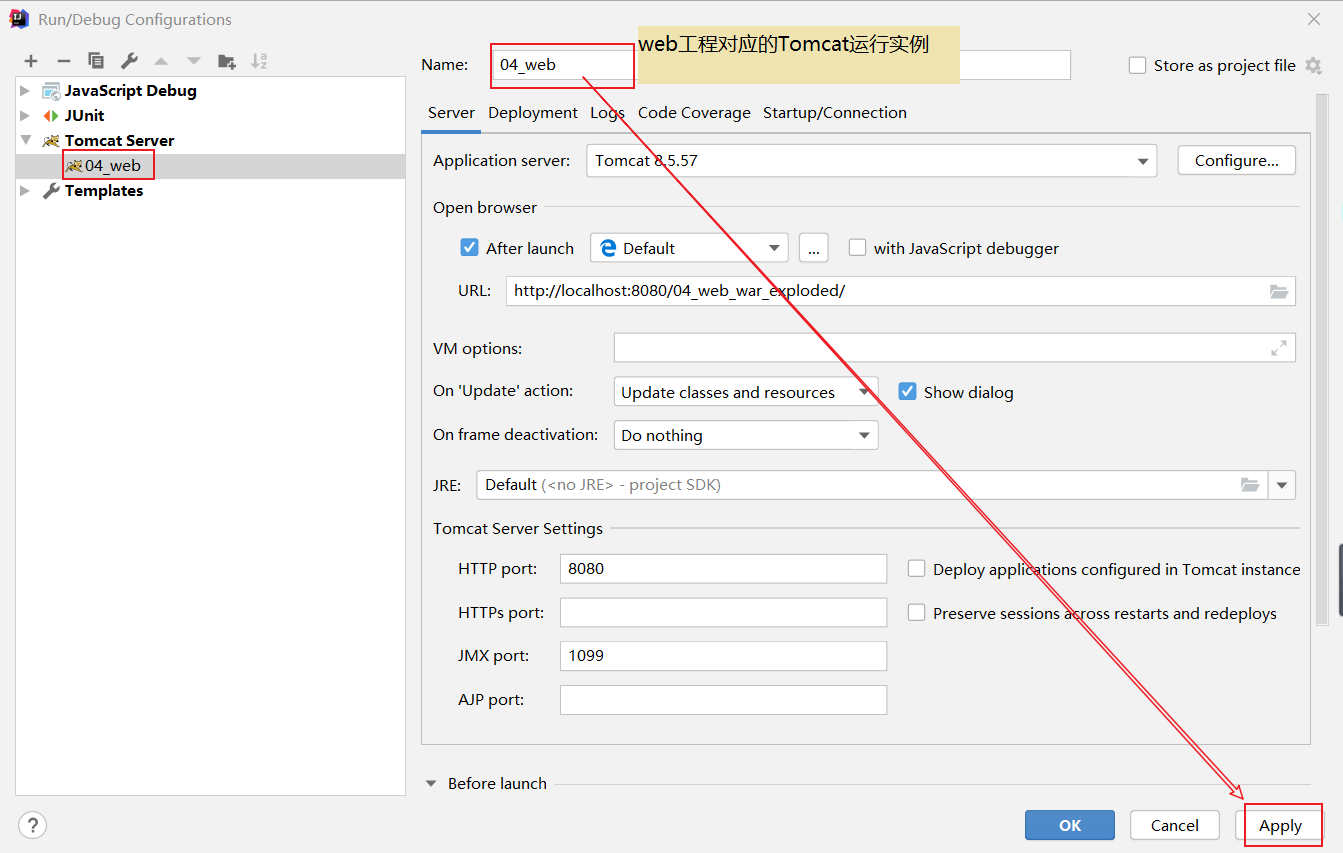 Run/Debug Configurations
JavaScript Debug
JUnit
Tomcat Server
04_web
Templates
Name: 04_web
web工程对应的Tomcat运行实例
Store as project file
Server Deployment Logs Code Coverage Startup/Connection
Application server: Tomcat 8.5.57 Configure...
Open browser
After launch Default ... with JavaScript debugger
URL: http://localhost:8080/04_web_war_exploded/
VM options:
On 'Update' action: Update classes and resources Show dialog
On frame deactivation: Do nothing
JRE: Default (<no JRE> - project SDK)
Tomcat Server Settings
HTTP port: 8080 Deploy applications configured in Tomcat instance
HTTPs port: Preserve sessions across restarts and redeploys
JMX port: 1099
AJP port:
Before launch
? OK Cancel Apply